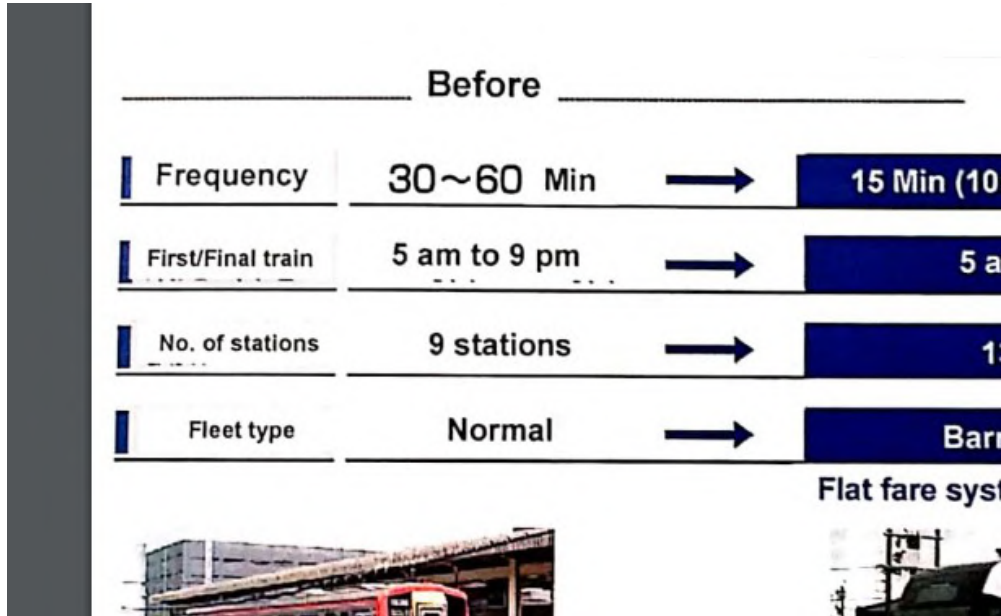 Before
Frequency 30～60 Min 15 Min (10
First/Final train 5 am to 9 pm 5 a
No. of stations 9 stations 13
Fleet type Normal Barr
Flat fare syst